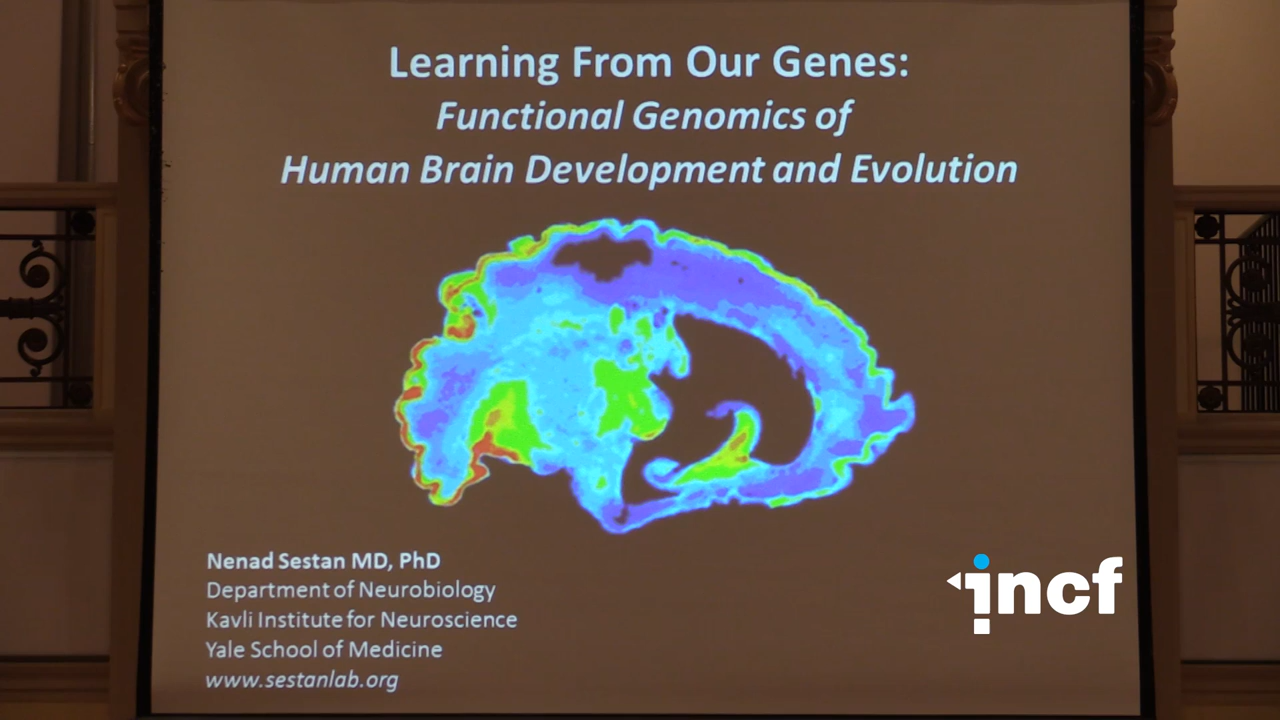 Learning From Our Genes:
Functional Genomics of
Human Brain Development and Evolution
Nenad Sestan MD, PhD
Department of Neurobiology
Kavli Institute for Neuroscience
Yale School of Medicine
www.sestanlab.org
incf